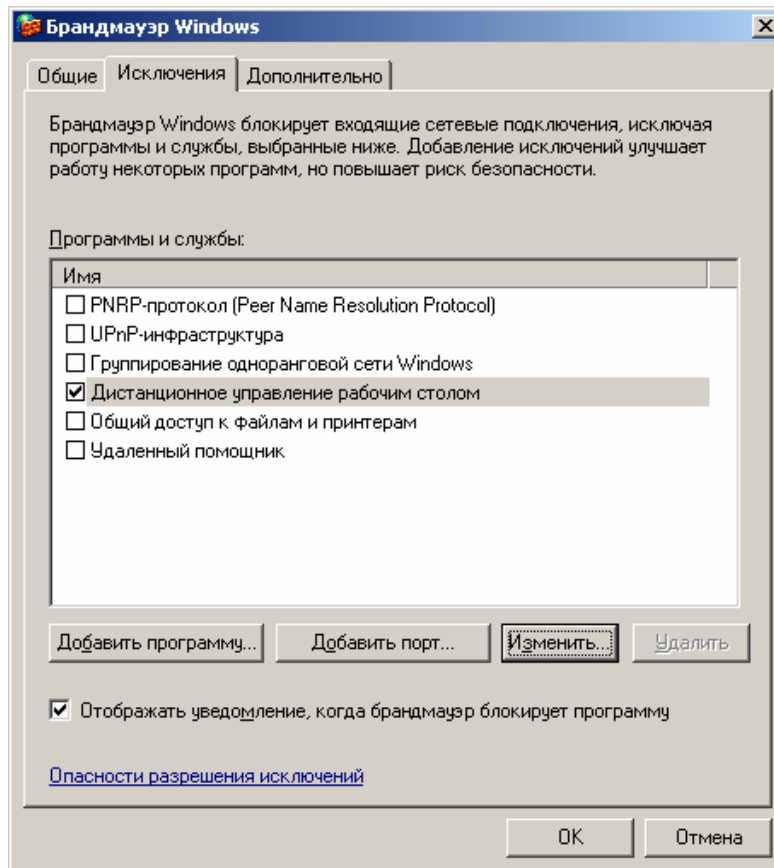 Брандмауэр Windows
Общие Исключения Дополнительно
Брандмауэр Windows блокирует входящие сетевые подключения, исключая
программы и службы, выбранные ниже. Добавление исключений улучшает
работу некоторых программ, но повышает риск безопасности.
Программы и службы:
Имя
PNRP-протокол (Peer Name Resolution Protocol)
UPnP-инфраструктура
Группирование одноранговой сети Windows
Дистанционное управление рабочим столом
Общий доступ к файлам и принтерам
Удаленный помощник
Добавить программу... Добавить порт... Изменить... Удалить
Отображать уведомление, когда брандмауэр блокирует программу
Опасности разрешения исключений
OK Отмена